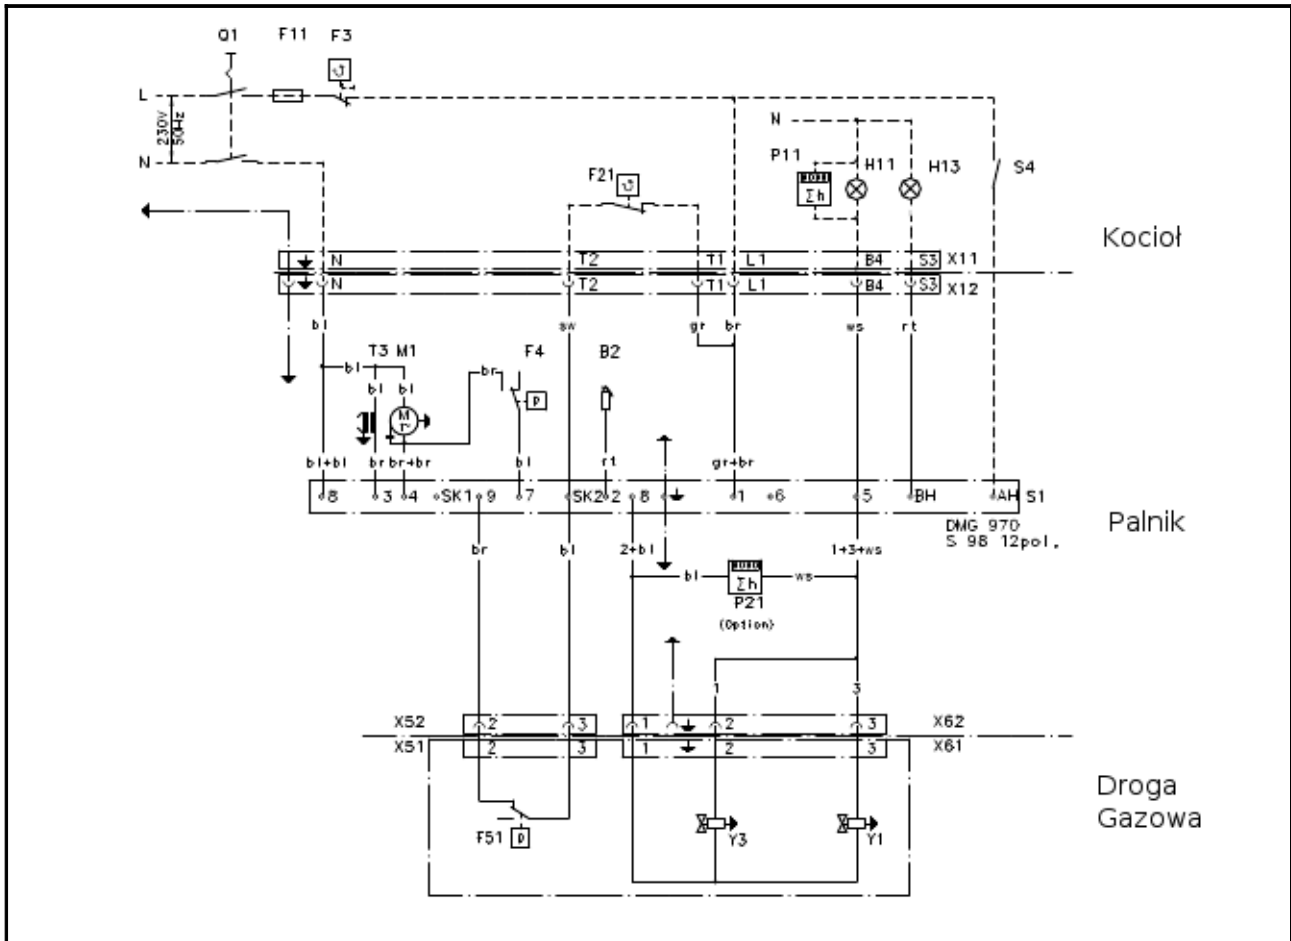 Q1 F11 F3
L
230V
50Hz
N
N
P11 H11 H13 S4
Σh
F21
Kocioł
N T2 T1 L1 B4 S3 X11
N T2 T1 L1 B4 S3 X12
bl sw gr br ws rt
T3 M1 F4 B2
bl br
bl bl
M
1~
P
bl+bl br br+br bl rt gr+br
8 3 4 SK1 9 7 SK2 2 8 1 6 5 BH AH S1
Palnik
DMG 970
S 98 12pol.
br bl 2+bl 1+3+ws
bl Σh ws
P21
(Option)
1 3
X52 2 3 1 2 3 X62
X51 2 3 1 2 3 X61
Droga
Gazowa
F51 P Y3 Y1